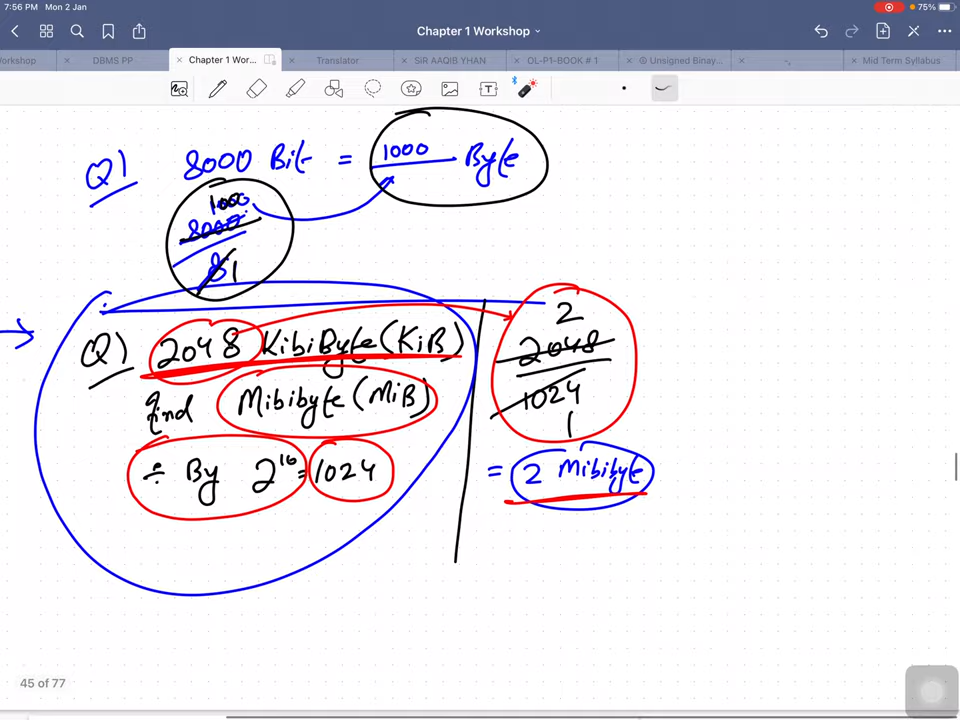 7:56 PM Mon 2 Jan
75%
Chapter 1 Workshop
orkshop
DBMS PP
Chapter 1 Wor...
Translator
SIR AAQIB YHAN
OL-P1-BOOK # 1
Unsigned Binay...
Mid Term Syllabus
Q1 8000 Bit = 1000 Byte
1000
8000
8 1
Q1 2048 KibiByte (KiB)
find Mibibyte (MiB)
÷ By 2^10 = 1024
2
2048
1024
1
= 2 Mibibyte
45 of 77